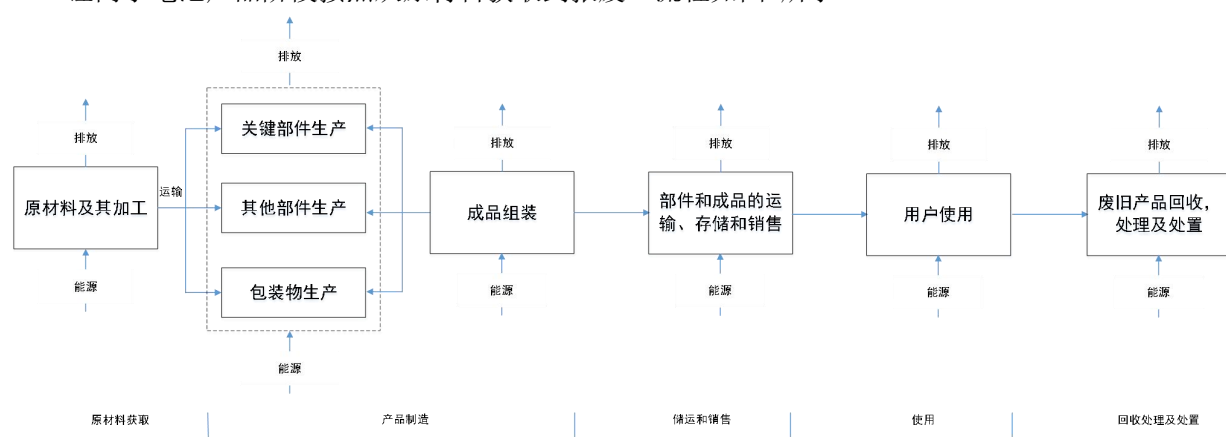 排放
排放
排放
排放
排放
排放
关键部件生产
运输
原材料及其加工
其他部件生产
成品组装
部件和成品的运
输、存储和销售
用户使用
废旧产品回收，
处理及处置
包装物生产
能源
能源
能源
能源
能源
能源
原材料获取
产品制造
储运和销售
使用
回收处理及处置